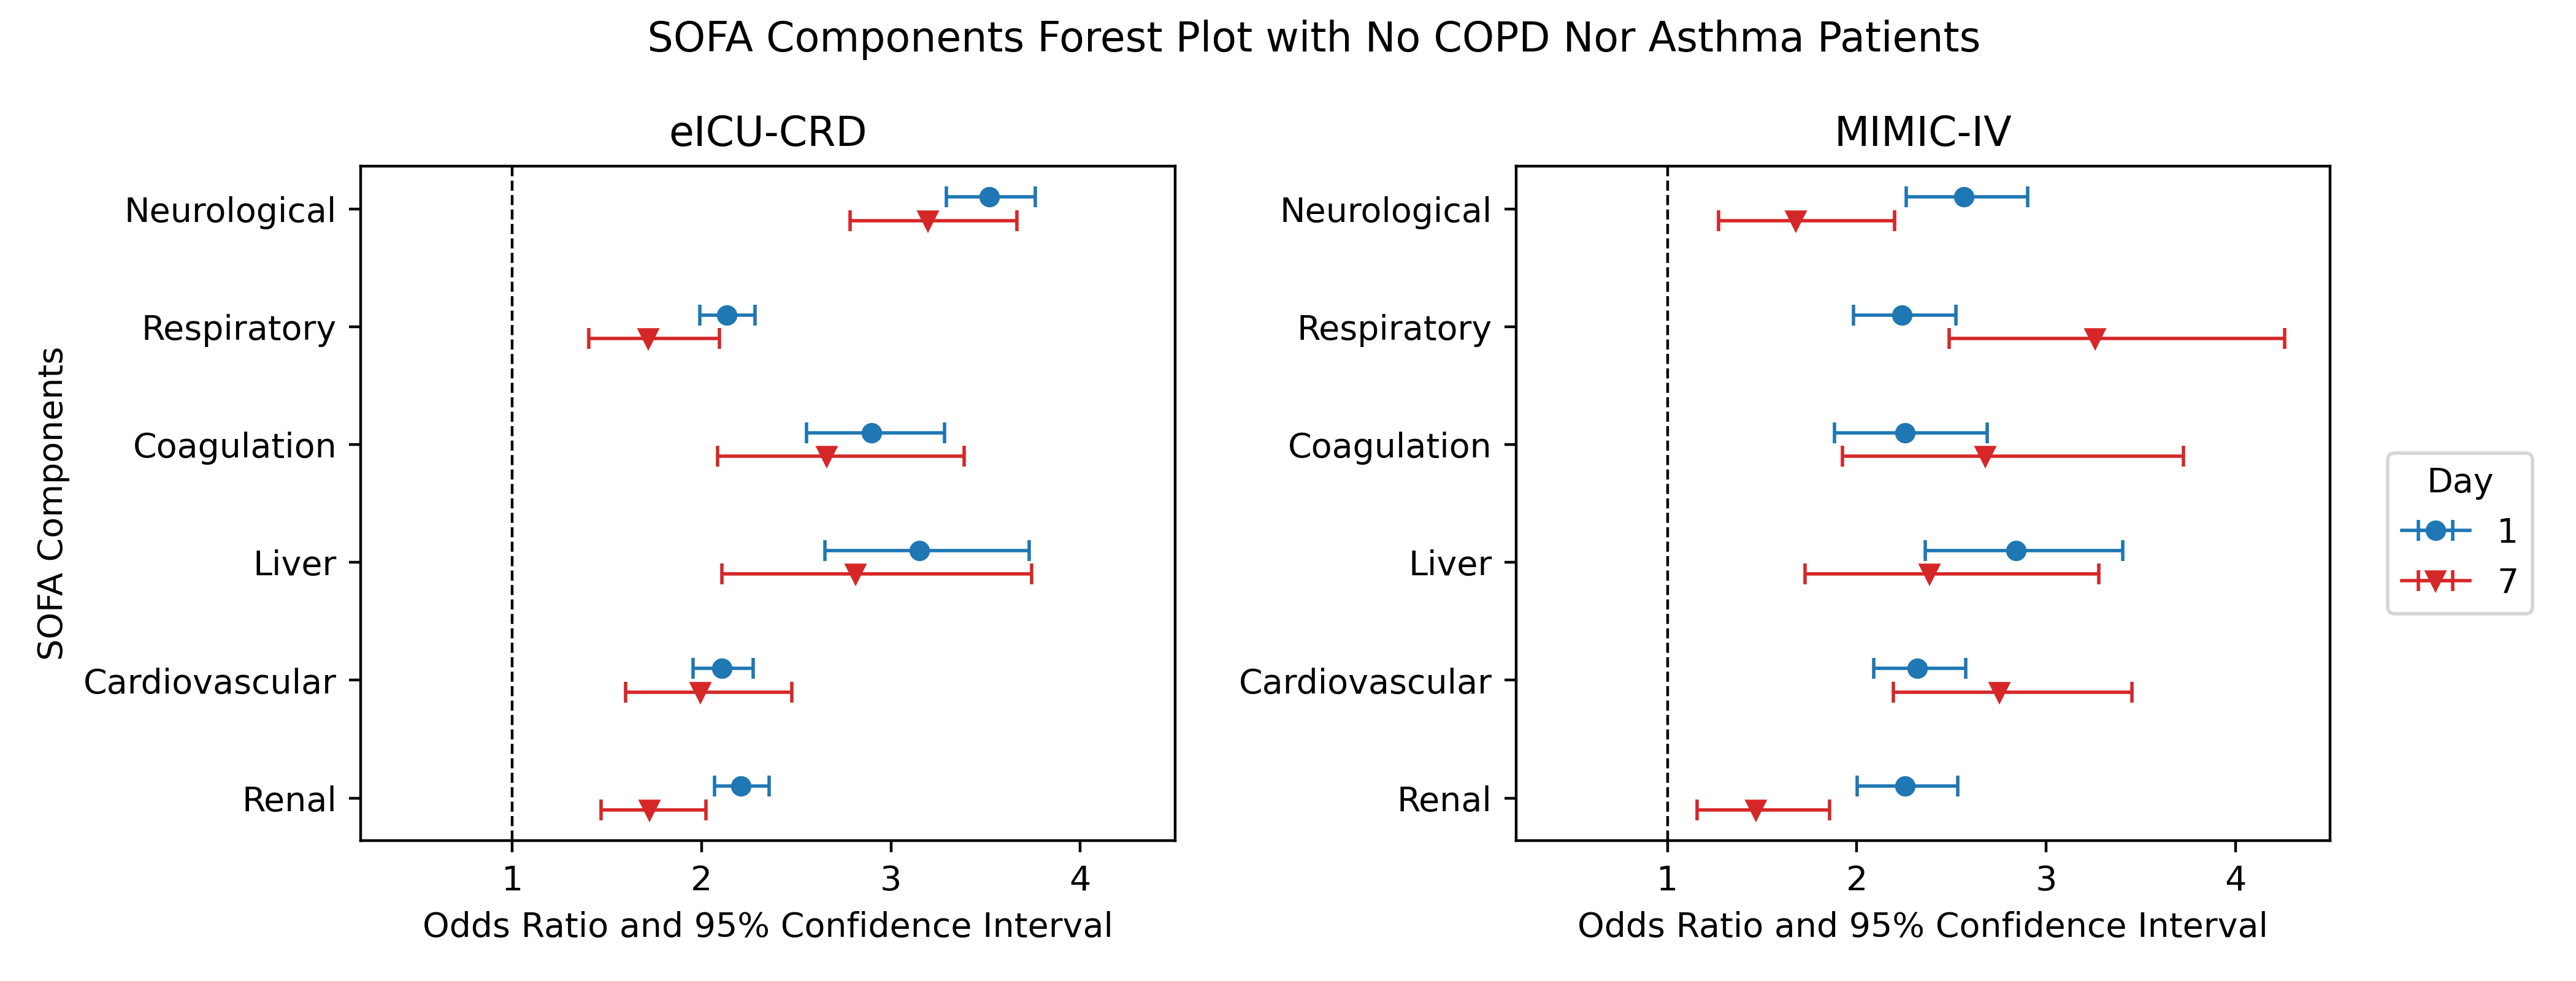 SOFA Components Forest Plot with No COPD Nor Asthma Patients
eICU-CRD
SOFA Components
Neurological
Respiratory
Coagulation
Liver
Cardiovascular
Renal
1 2 3 4
Odds Ratio and 95% Confidence Interval
MIMIC-IV
Neurological
Respiratory
Coagulation
Liver
Cardiovascular
Renal
1 2 3 4
Odds Ratio and 95% Confidence Interval
Day
1
7